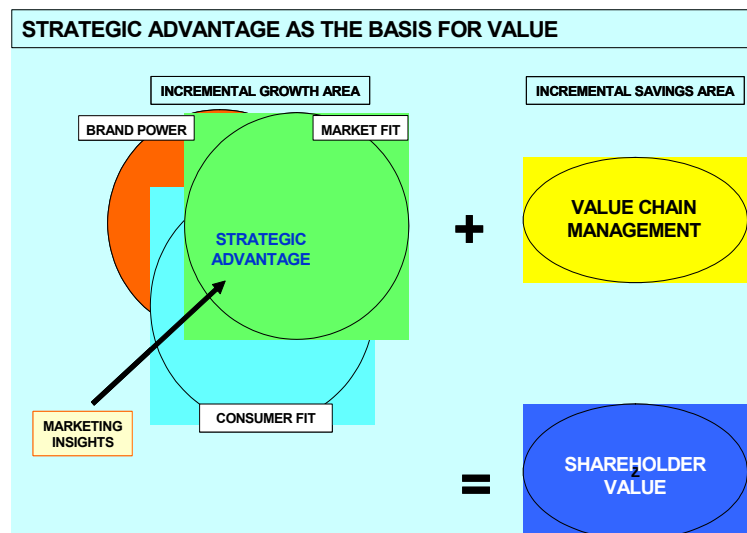 STRATEGIC ADVANTAGE AS THE BASIS FOR VALUE
INCREMENTAL GROWTH AREA
INCREMENTAL SAVINGS AREA
BRAND POWER
MARKET FIT
STRATEGIC
ADVANTAGE
+
VALUE CHAIN
MANAGEMENT
MARKETING
INSIGHTS
CONSUMER FIT
=
SHAREHOLDER
VALUE
z